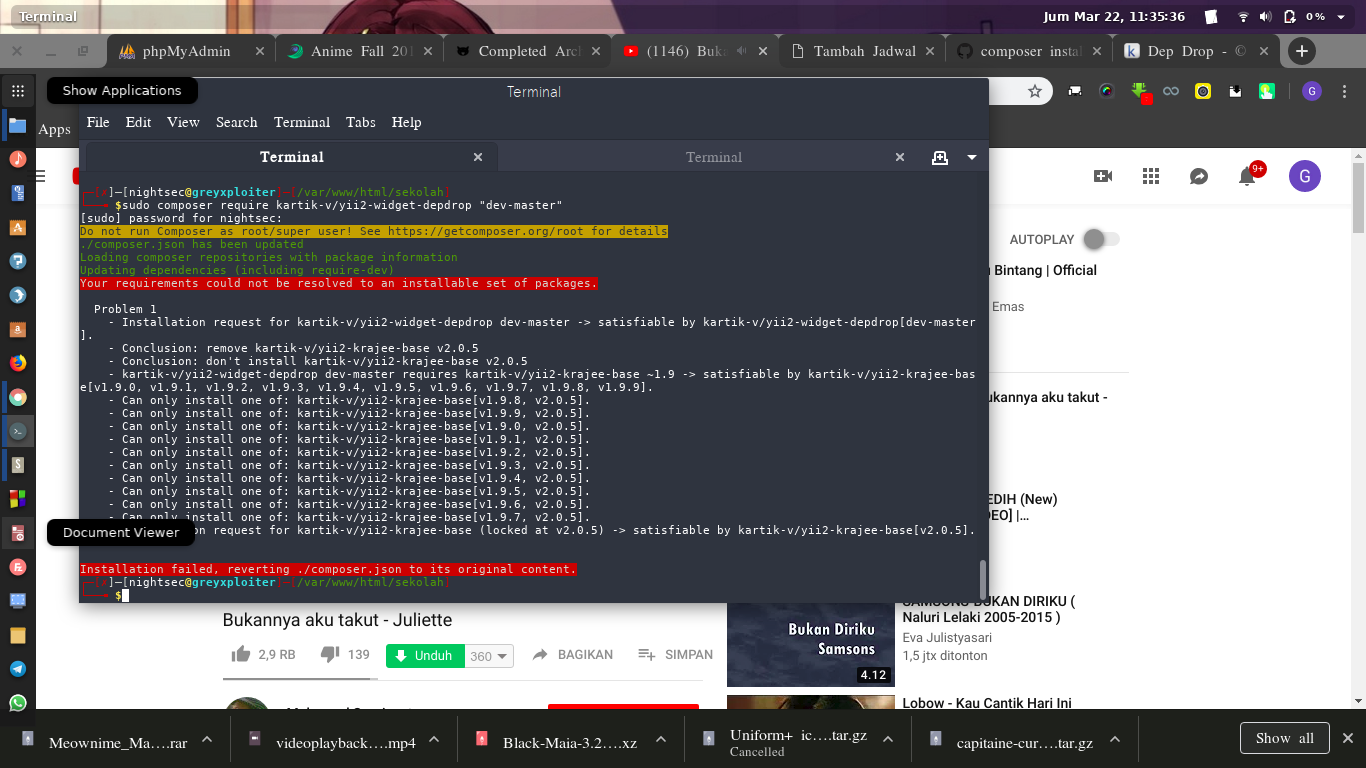 Terminal
Jum Mar 22, 11:35:36
0 %
phpMyAdmin
Anime Fall 201
Completed Arc
(1146) Buka
Tambah Jadwal
composer instal
Dep Drop - ©
Show Applications
Terminal
G
Apps
File Edit View Search Terminal Tabs Help
Terminal
Terminal
9+
G
─[✗]─[nightsec@greyxploiter]─[/var/www/html/sekolah]
$sudo composer require kartik-v/yii2-widget-depdrop "dev-master"
[sudo] password for nightsec:
Do not run Composer as root/super user! See https://getcomposer.org/root for details
./composer.json has been updated
Loading composer repositories with package information
Updating dependencies (including require-dev)
Your requirements could not be resolved to an installable set of packages.
Problem 1
- Installation request for kartik-v/yii2-widget-depdrop dev-master -> satisfiable by kartik-v/yii2-widget-depdrop[dev-master
].
- Conclusion: remove kartik-v/yii2-krajee-base v2.0.5
- Conclusion: don't install kartik-v/yii2-krajee-base v2.0.5
- kartik-v/yii2-widget-depdrop dev-master requires kartik-v/yii2-krajee-base ~1.9 -> satisfiable by kartik-v/yii2-krajee-bas
e[v1.9.0, v1.9.1, v1.9.2, v1.9.3, v1.9.4, v1.9.5, v1.9.6, v1.9.7, v1.9.8, v1.9.9].
- Can only install one of: kartik-v/yii2-krajee-base[v1.9.8, v2.0.5].
- Can only install one of: kartik-v/yii2-krajee-base[v1.9.9, v2.0.5].
- Can only install one of: kartik-v/yii2-krajee-base[v1.9.0, v2.0.5].
- Can only install one of: kartik-v/yii2-krajee-base[v1.9.1, v2.0.5].
- Can only install one of: kartik-v/yii2-krajee-base[v1.9.2, v2.0.5].
- Can only install one of: kartik-v/yii2-krajee-base[v1.9.3, v2.0.5].
- Can only install one of: kartik-v/yii2-krajee-base[v1.9.4, v2.0.5].
- Can only install one of: kartik-v/yii2-krajee-base[v1.9.5, v2.0.5].
- Can only install one of: kartik-v/yii2-krajee-base[v1.9.6, v2.0.5].
- Can only install one of: kartik-v/yii2-krajee-base[v1.9.7, v2.0.5].
on request for kartik-v/yii2-krajee-base (locked at v2.0.5) -> satisfiable by kartik-v/yii2-krajee-base[v2.0.5].
Document Viewer
Installation failed, reverting ./composer.json to its original content.
─[✗]─[nightsec@greyxploiter]─[/var/www/html/sekolah]
$
AUTOPLAY
Bintang | Official
Emas
ukannya aku takut -
EDIH (New)
DEO] |...
Bukannya aku takut - Juliette
2,9 RB
139
Unduh
360
BAGIKAN
SIMPAN
Bukan Diriku
Samsons
4.12
SAMSONS BUKAN DIRIKU (
Naluri Lelaki 2005-2015 )
Eva Julistyasari
1,5 jtx ditonton
Lobow - Kau Cantik Hari Ini
Meownime_Ma....rar
videoplayback....mp4
Black-Maia-3.2....xz
Uniform+ ic....tar.gz
Cancelled
capitaine-cur....tar.gz
Show all